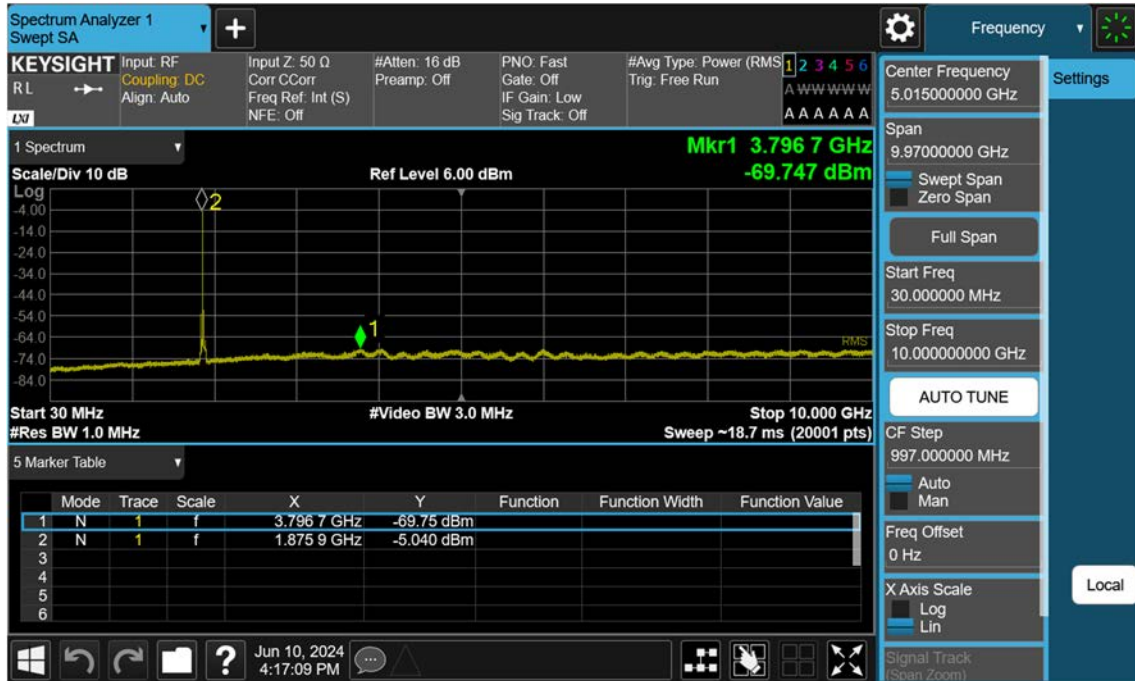 Spectrum Analyzer 1
Swept SA
+
Frequency
KEYSIGHT
R L
LXI
Input: RF
Coupling: DC
Align: Auto
Input Z: 50 Ω
Corr CCorr
Freq Ref: Int (S)
NFE: Off
#Atten: 16 dB
Preamp: Off
PNO: Fast
Gate: Off
IF Gain: Low
Sig Track: Off
#Avg Type: Power (RMS
Trig: Free Run
1 2 3 4 5 6
A W W W W W
A A A A A A
1 Spectrum
Mkr1 3.796 7 GHz
-69.747 dBm
Scale/Div 10 dB
Ref Level 6.00 dBm
Log
-4.00
-14.0
-24.0
-34.0
-44.0
-54.0
-64.0
-74.0
-84.0
2
1
RMS
Start 30 MHz
#Video BW 3.0 MHz
Stop 10.000 GHz
#Res BW 1.0 MHz
Sweep ~18.7 ms (20001 pts)
5 Marker Table
Mode Trace Scale X Y Function Function Width Function Value
1 N 1 f 3.796 7 GHz -69.75 dBm
2 N 1 f 1.875 9 GHz -5.040 dBm
3
4
5
6
?
Jun 10, 2024
4:17:09 PM
Center Frequency
5.015000000 GHz
Span
9.97000000 GHz
Swept Span
Zero Span
Full Span
Start Freq
30.000000 MHz
Stop Freq
10.000000000 GHz
AUTO TUNE
CF Step
997.000000 MHz
Auto
Man
Freq Offset
0 Hz
X Axis Scale
Log
Lin
Signal Track
(Span Zoom)
Settings
Local